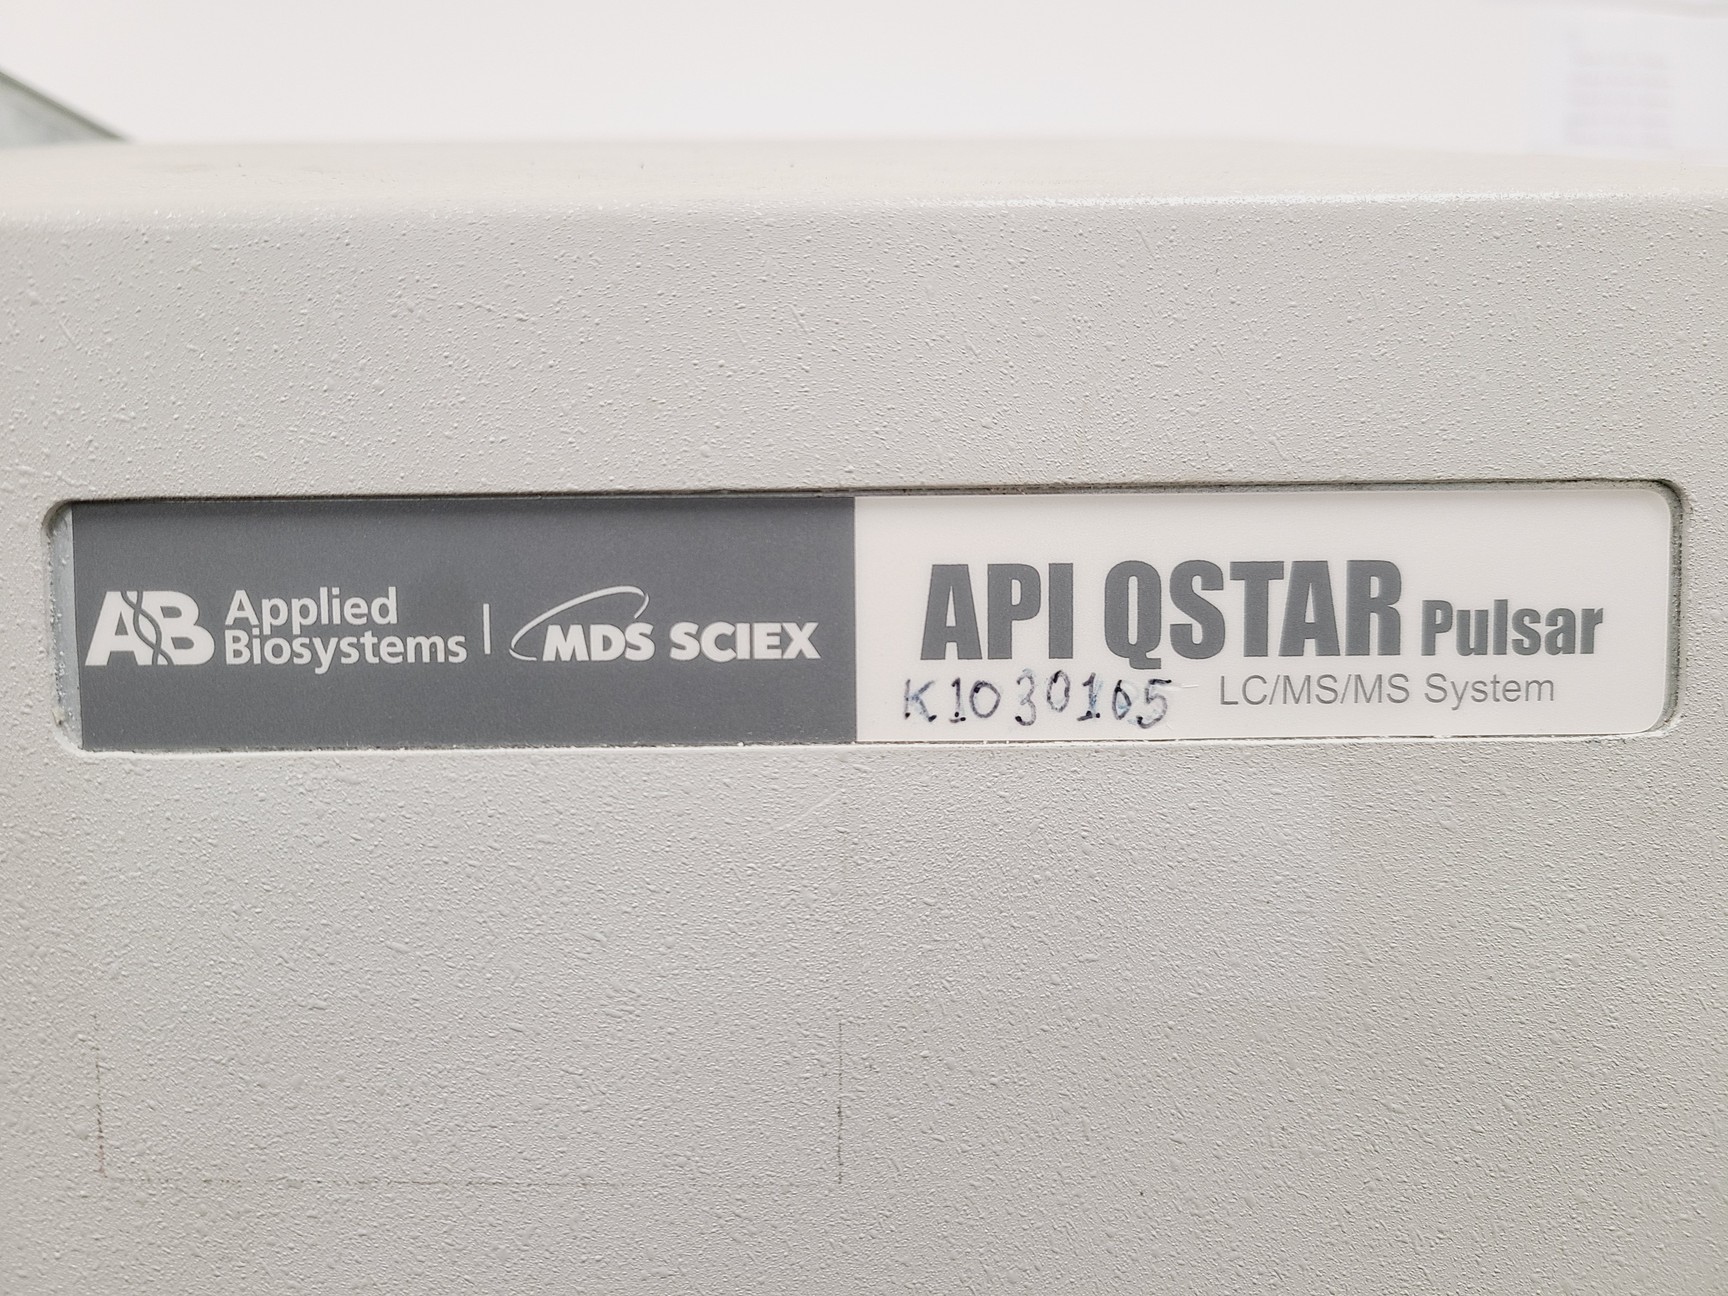 AB Applied Biosystems | MDS SCIEX
API QSTAR Pulsar
K1030165 LC/MS/MS System